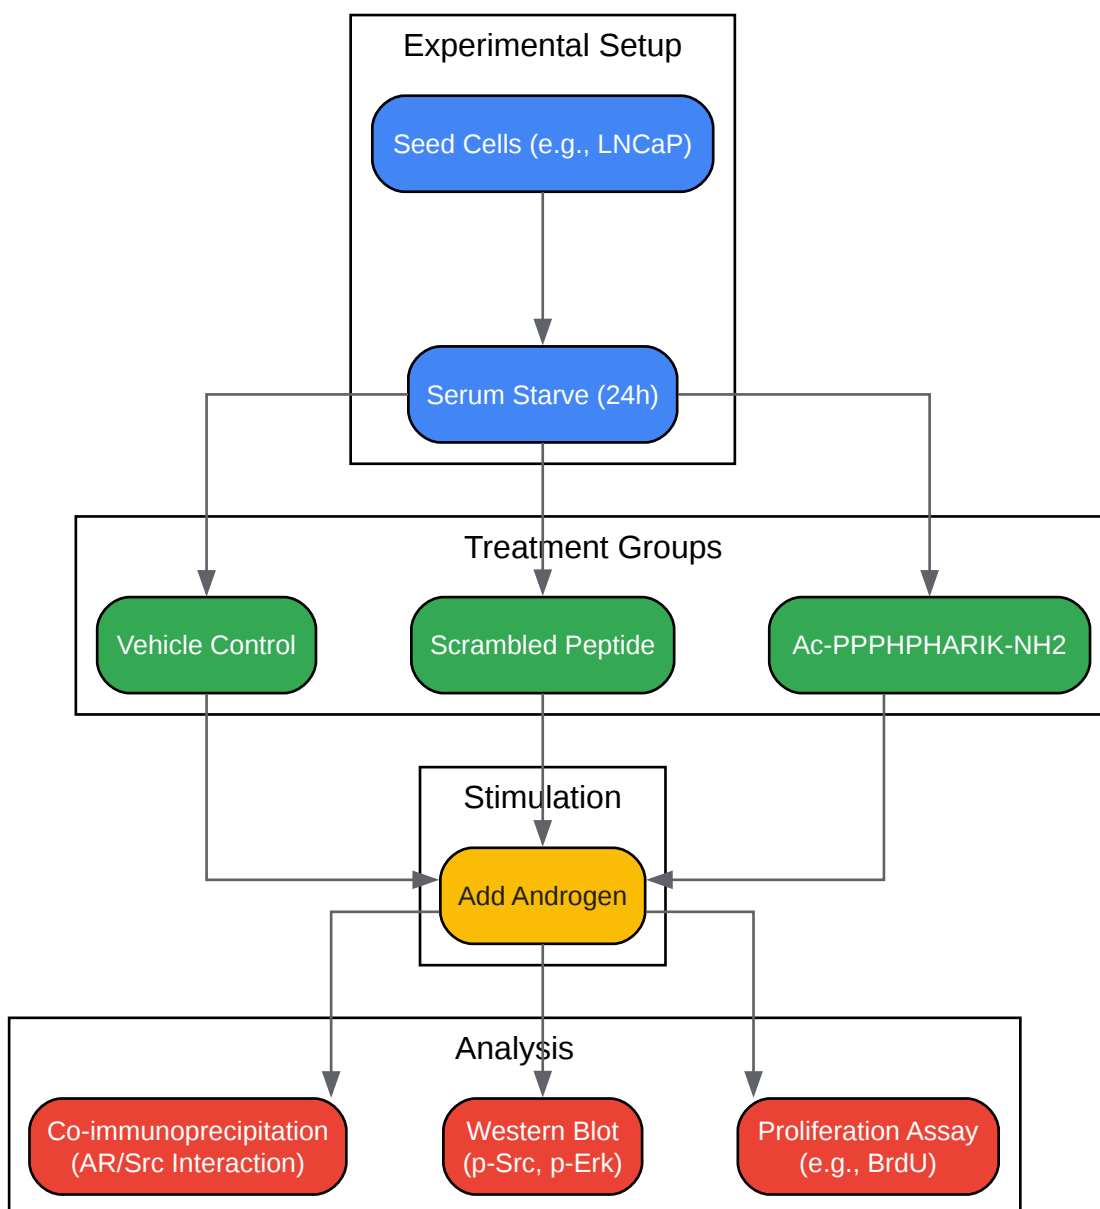 Experimental Setup
Seed Cells (e.g., LNCaP)
Serum Starve (24h)
Treatment Groups
Vehicle Control
Scrambled Peptide
Ac-PPPHPHARIK-NH2
Stimulation
Add Androgen
Analysis
Co-immunoprecipitation
(AR/Src Interaction)
Western Blot
(p-Src, p-Erk)
Proliferation Assay
(e.g., BrdU)